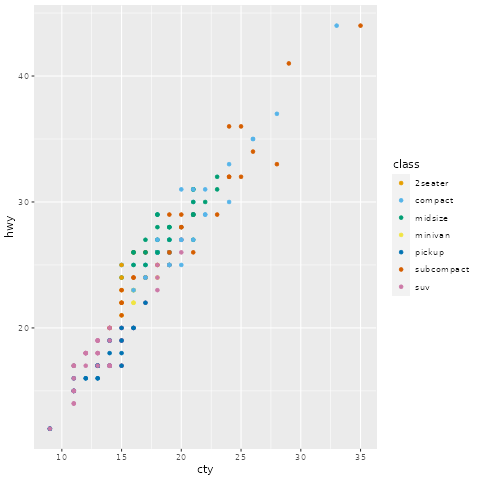 hwy
40
30
20
10
15
20
25
30
35
cty
class
2seater
compact
midsize
minivan
pickup
subcompact
suv